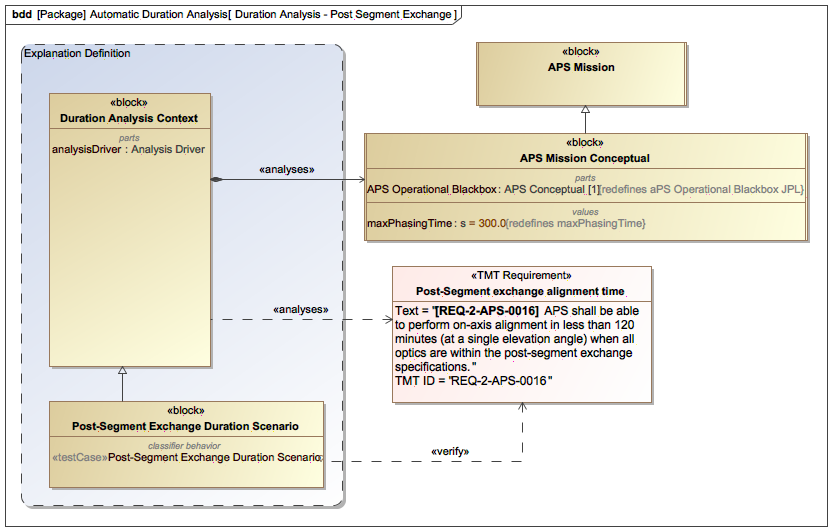 bdd [Package] Automatic Duration Analysis[ Duration Analysis - Post Segment Exchange ]
Explanation Definition
«block»
Duration Analysis Context
parts
analysisDriver : Analysis Driver
«block»
APS Mission
«analyses»
«block»
APS Mission Conceptual
parts
APS Operational Blackbox : APS Conceptual [1]{redefines aPS Operational Blackbox JPL}
values
maxPhasingTime : s = 300.0{redefines maxPhasingTime}
«analyses»
«TMT Requirement»
Post-Segment exchange alignment time
Text = "[REQ-2-APS-0016] APS shall be able
to perform on-axis alignment in less than 120
minutes (at a single elevation angle) when all
optics are within the post-segment exchange
specifications. "
TMT ID = "REQ-2-APS-0016 "
«block»
Post-Segment Exchange Duration Scenario
classifier behavior
«testCase»Post-Segment Exchange Duration Scenario
«verify»